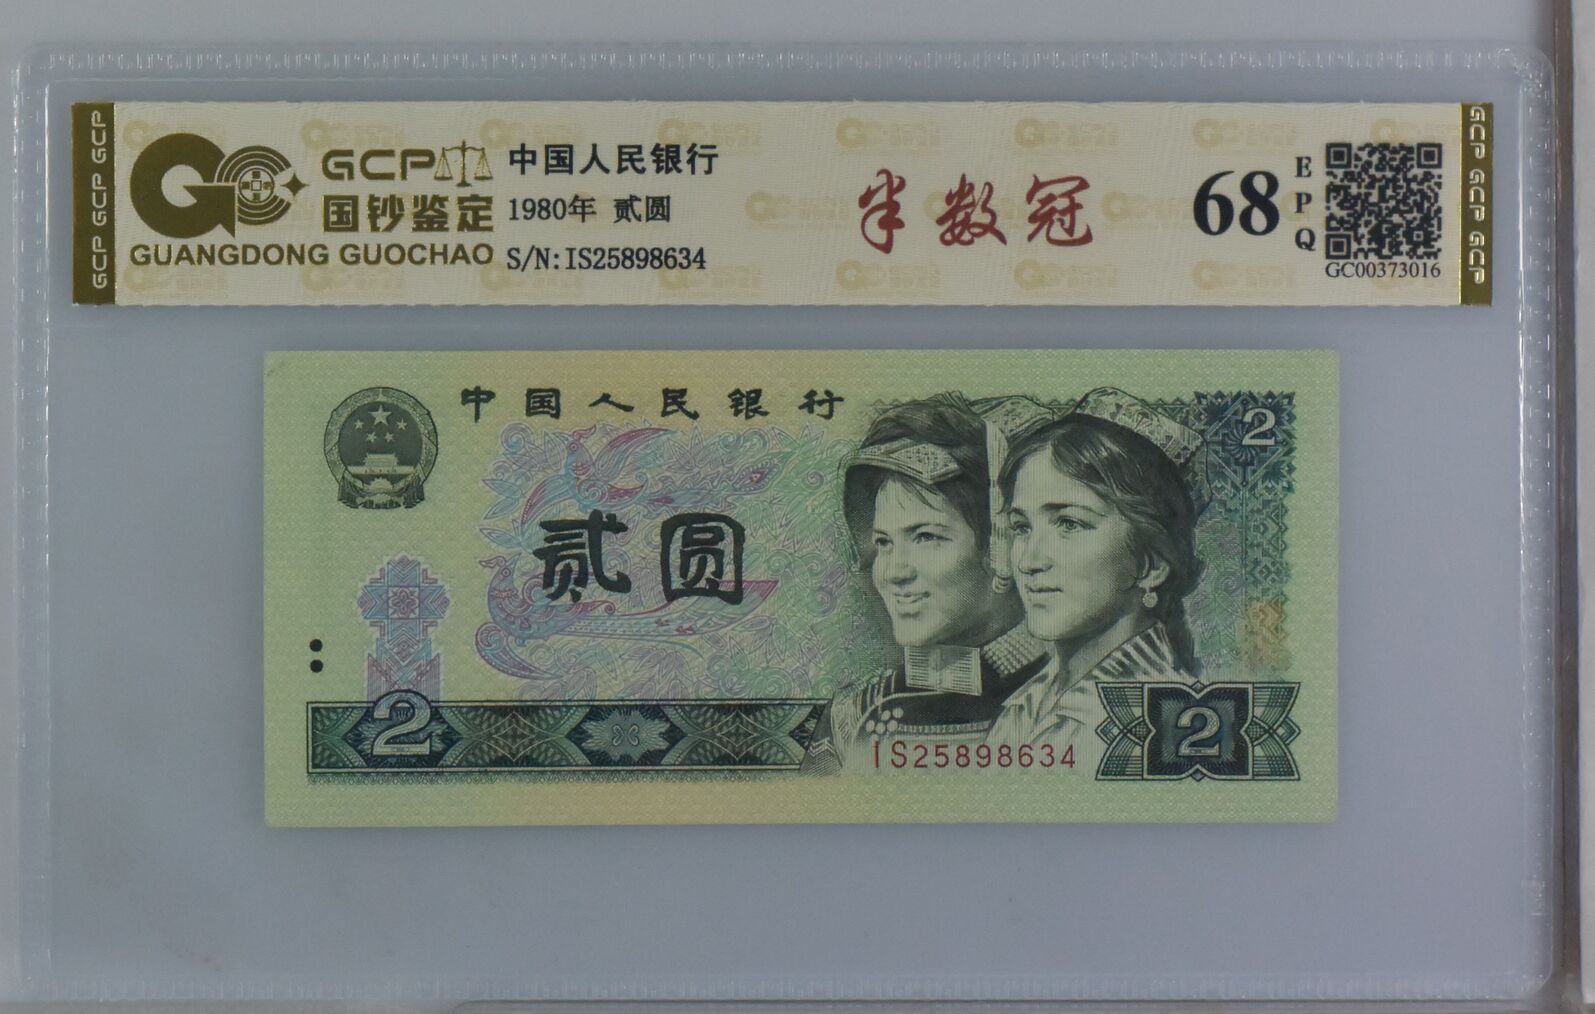 GCP
国钞鉴定
GUANGDONG GUOCHAO
中国人民银行
1980年 贰圆
S/N:IS25898634
半数冠
68
EPQ
GC00373016
GCP GCP GCP
GCP GCP GCP
中国人民银行
2
贰圆
2
IS25898634
2